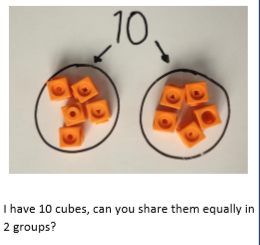 10
I have 10 cubes, can you share them equally in
2 groups?